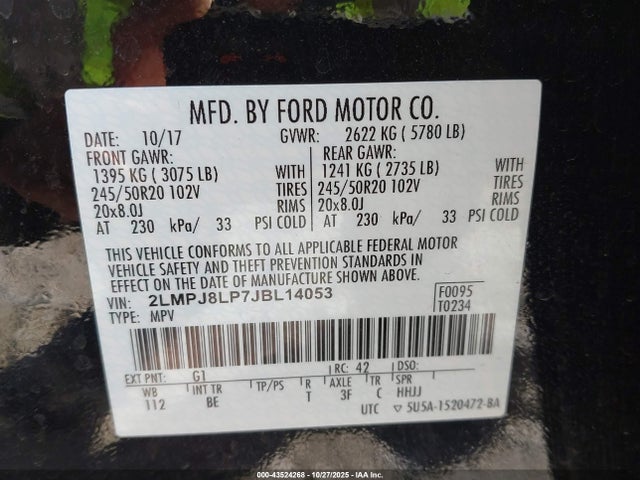 MFD. BY FORD MOTOR CO.
DATE: 10/17 GVWR: 2622 KG ( 5780 LB)
FRONT GAWR: REAR GAWR:
1395 KG ( 3075 LB) WITH 1241 KG ( 2735 LB) WITH
245/50R20 102V TIRES 245/50R20 102V TIRES
20x8.0J RIMS 20x8.0J RIMS
AT 230 kPa/ 33 PSI COLD AT 230 kPa/ 33 PSI COLD
THIS VEHICLE CONFORMS TO ALL APPLICABLE FEDERAL MOTOR
VEHICLE SAFETY AND THEFT PREVENTION STANDARDS IN
EFFECT ON THE DATE OF MANUFACTURE SHOWN ABOVE.
VIN: 2LMPJ8LP7JBL14053 F0095
TYPE: MPV T0234
EXT PNT: G1 RC: 42 DSO:
WB INT TR TP/PS R AXLE TR SPR
112 BE T 3F C HHJJ
UTC ▽ 5U5A-1520472-BA
000-43524268 - 10/27/2025 - IAA Inc.